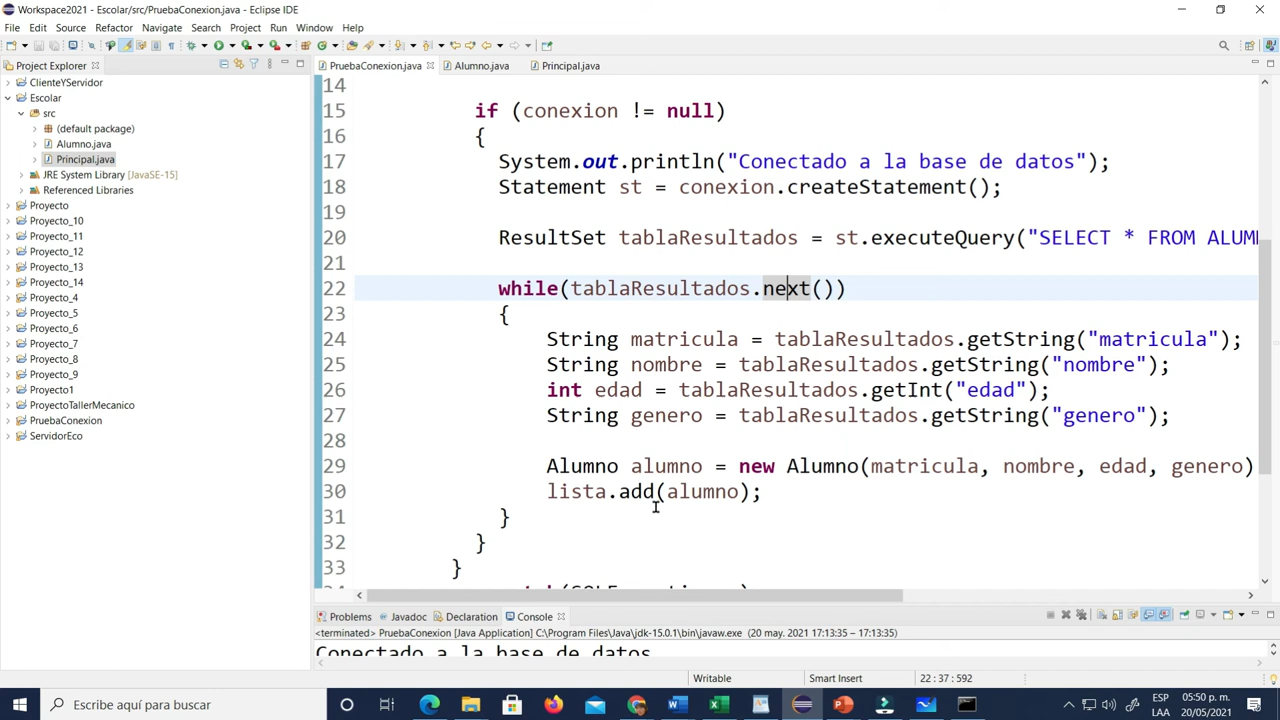 Workspace2021 - Escolar/src/PruebaConexion.java - Eclipse IDE
File Edit Source Refactor Navigate Search Project Run Window Help
Project Explorer
ClienteYServidor
Escolar
src
(default package)
Alumno.java
Principal.java
JRE System Library [JavaSE-15]
Referenced Libraries
Proyecto
Proyecto_10
Proyecto_11
Proyecto_12
Proyecto_13
Proyecto_14
Proyecto_4
Proyecto_5
Proyecto_6
Proyecto_7
Proyecto_8
Proyecto_9
Proyecto1
ProyectoTallerMecanico
PruebaConexion
ServidorEco
PruebaConexion.java Alumno.java Principal.java
14
15 if (conexion != null)
16 {
17 System.out.println("Conectado a la base de datos");
18 Statement st = conexion.createStatement();
19
20 ResultSet tablaResultados = st.executeQuery("SELECT * FROM ALUM
21
22 while(tablaResultados.next())
23 {
24 String matricula = tablaResultados.getString("matricula");
25 String nombre = tablaResultados.getString("nombre");
26 int edad = tablaResultados.getInt("edad");
27 String genero = tablaResultados.getString("genero");
28
29 Alumno alumno = new Alumno(matricula, nombre, edad, genero)
30 lista.add(alumno);
31 }
32 }
33 }
Problems Javadoc Declaration Console
<terminated> PruebaConexion [Java Application] C:\Program Files\Java\jdk-15.0.1\bin\javaw.exe (20 may. 2021 17:13:35 – 17:13:35)
Conectado a la base de datos
Writable Smart Insert 22 : 37 : 592
Escribe aquí para buscar
ESP 05:50 p. m.
LAA 20/05/2021